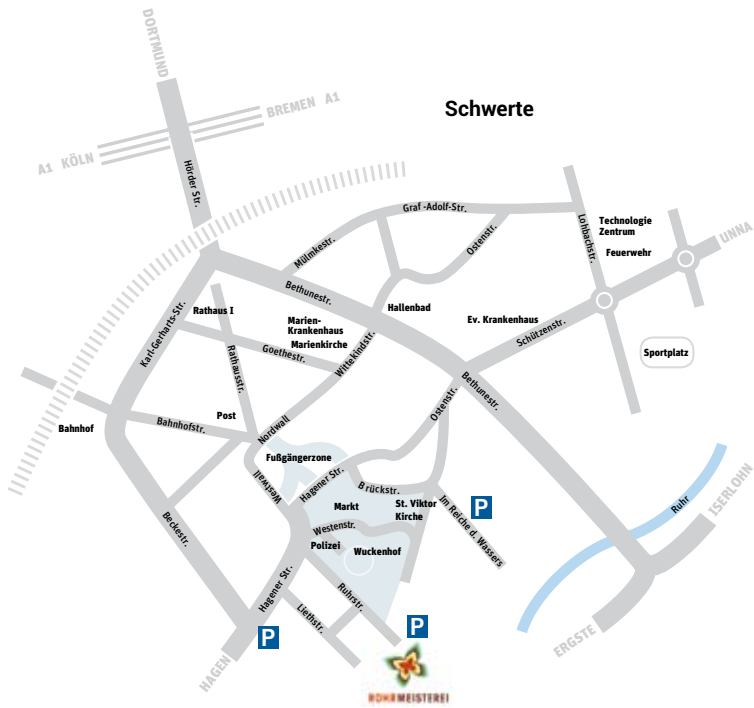 DORTMUND
BREMEN A1
A1 KÖLN
Schwerte
Hörder Str.
Graf-Adolf-Str.
Mülmkestr.
Ostenstr.
Lohbachstr.
Technologie
Zentrum
Feuerwehr
UNNA
Bethunestr.
Karl-Gerharts-Str.
Rathaus I
Marien-
Krankenhaus
Marienkirche
Hallenbad
Ev. Krankenhaus
Schützenstr.
Goethestr.
Wittekindstr.
Rathausstr.
Sportplatz
Bethunestr.
Ostenstr.
Bahnhof
Bahnhofstr.
Post
Nordwall
Fußgängerzone
Westwall
Hagener Str.
Brückstr.
Markt
St. Viktor
Kirche
Im Reiche d. Wassers
P
Ruhr
ISERLOHN
Beckestr.
Westenstr.
Polizei
Wuckenhof
Hagener Str.
Ruhrstr.
Liethstr.
P
P
HAGEN
ERGSTE
ROHRMEISTEREI